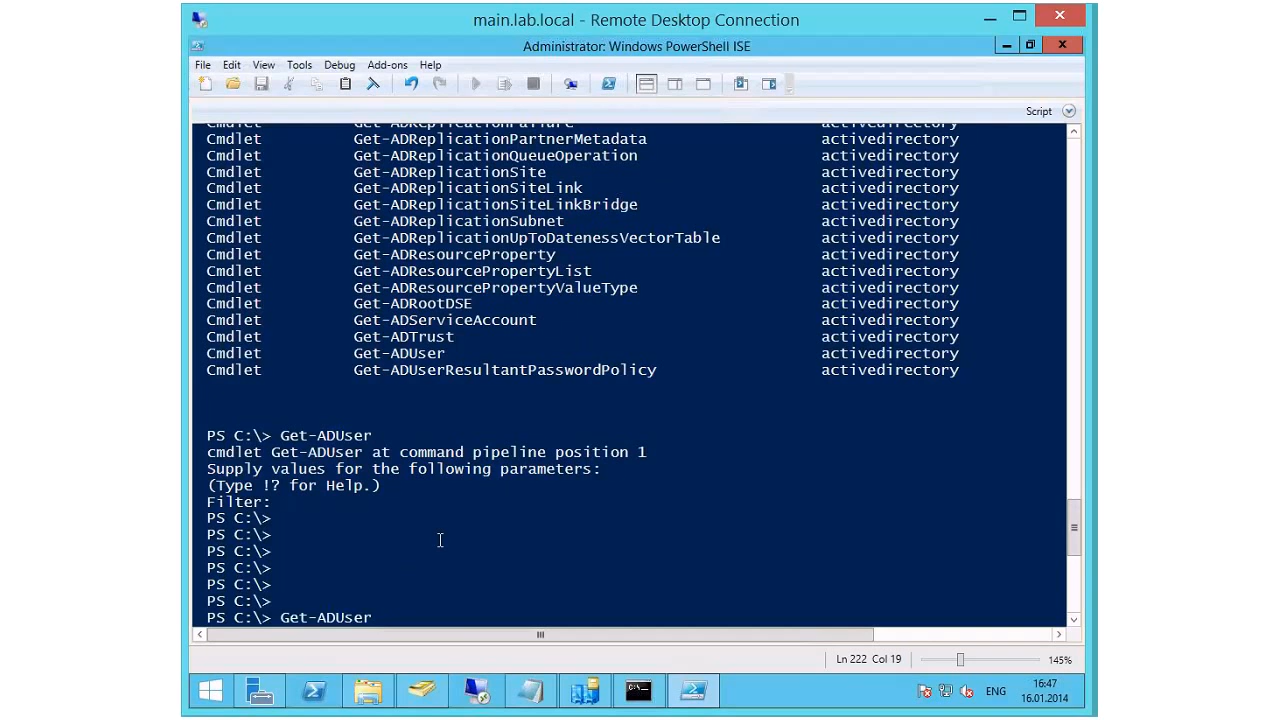 main.lab.local - Remote Desktop Connection
Administrator: Windows PowerShell ISE
File Edit View Tools Debug Add-ons Help
Script
Cmdlet Get-ADReplicationFailure activedirectory
Cmdlet Get-ADReplicationPartnerMetadata activedirectory
Cmdlet Get-ADReplicationQueueOperation activedirectory
Cmdlet Get-ADReplicationSite activedirectory
Cmdlet Get-ADReplicationSiteLink activedirectory
Cmdlet Get-ADReplicationSiteLinkBridge activedirectory
Cmdlet Get-ADReplicationSubnet activedirectory
Cmdlet Get-ADReplicationUpToDatenessVectorTable activedirectory
Cmdlet Get-ADResourceProperty activedirectory
Cmdlet Get-ADResourcePropertyList activedirectory
Cmdlet Get-ADResourcePropertyValueType activedirectory
Cmdlet Get-ADRootDSE activedirectory
Cmdlet Get-ADServiceAccount activedirectory
Cmdlet Get-ADTrust activedirectory
Cmdlet Get-ADUser activedirectory
Cmdlet Get-ADUserResultantPasswordPolicy activedirectory
PS C:\> Get-ADUser
cmdlet Get-ADUser at command pipeline position 1
Supply values for the following parameters:
(Type !? for Help.)
Filter:
PS C:\>
PS C:\>
PS C:\>
PS C:\>
PS C:\>
PS C:\>
PS C:\> Get-ADUser
Ln 222 Col 19 145%
ENG
16:47
16.01.2014